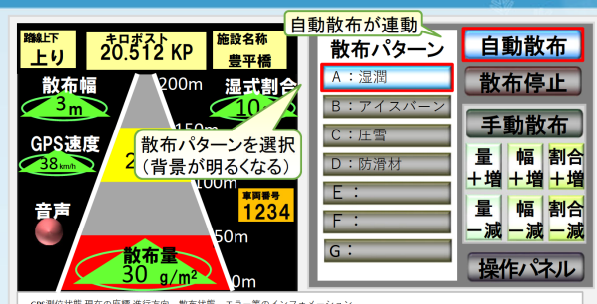 自動散布が連動
路線上下
上り
キロポスト
20.512 KP
施設名称
豊平橋
散布パターン
自動散布
散布停止
散布幅
3 m
200m
湿式割合
10
A：湿潤
B：アイスバーン
C：圧雪
D：防滑材
E：
F：
G：
手動散布
量
＋増
幅
＋増
割合
＋増
量
－減
幅
－減
割合
－減
操作パネル
GPS速度
38 km/h
150m
散布パターンを選択
（背景が明るくなる）
2
100m
車両番号
1234
音声
50m
散布量
30 g/m²
0m